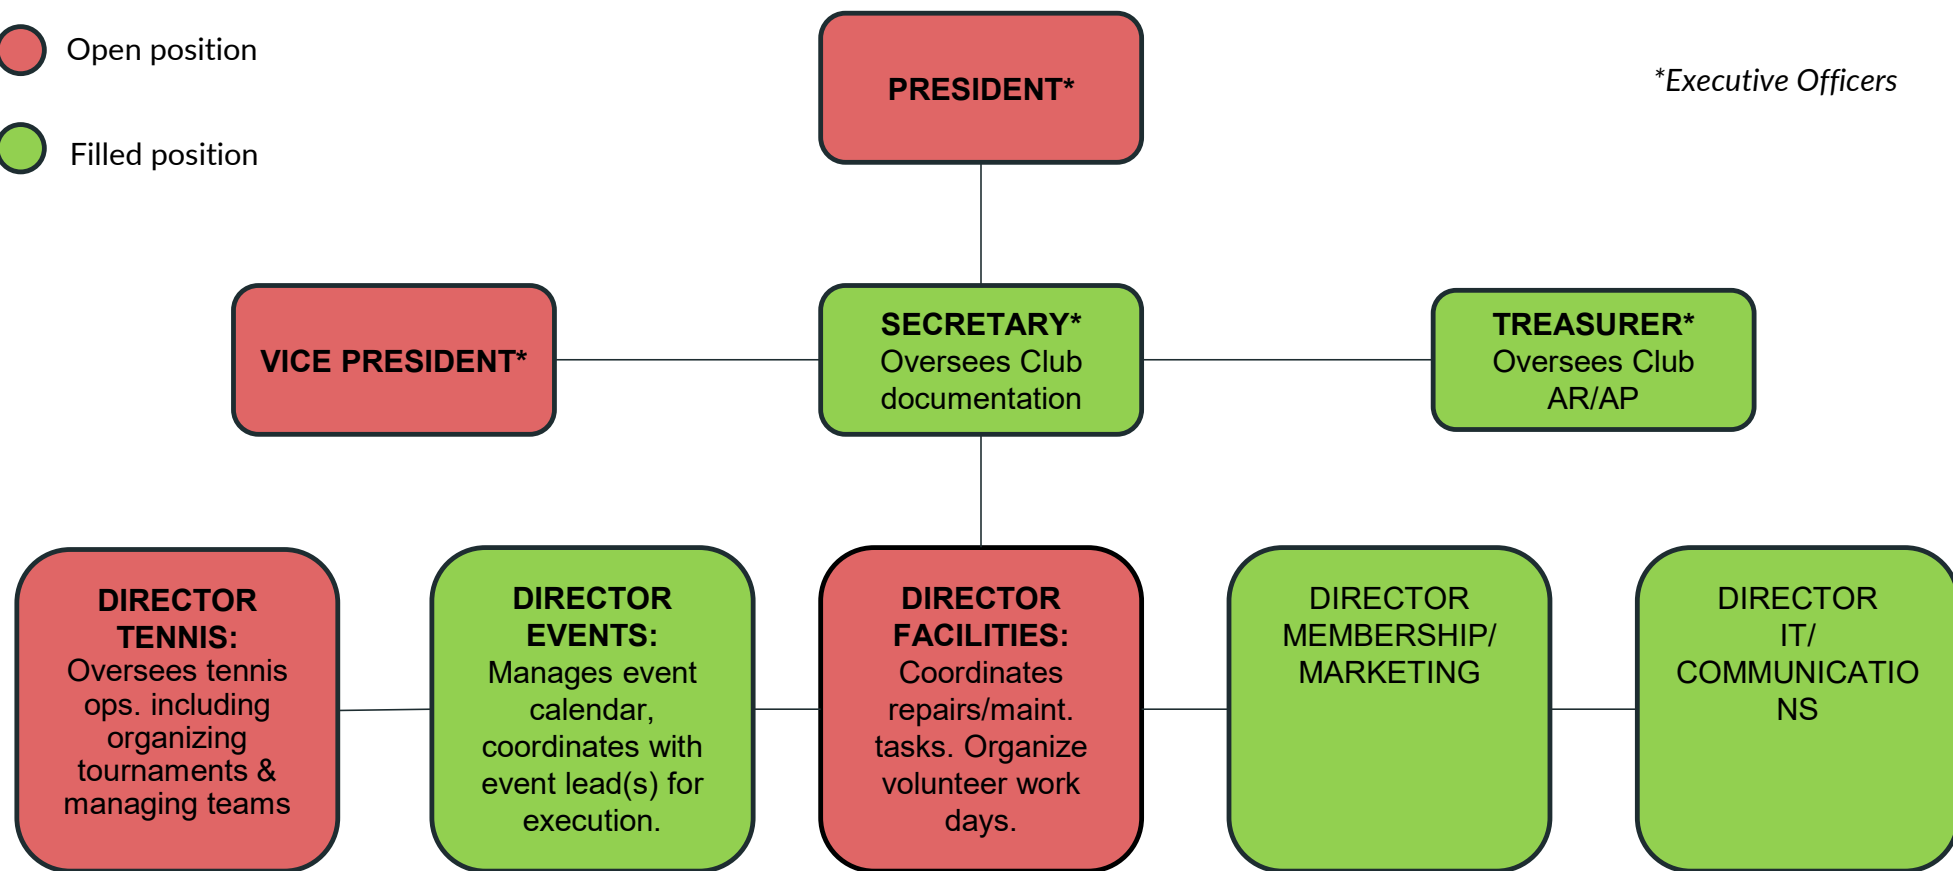 Open position
Filled position
*Executive Officers
PRESIDENT*
VICE PRESIDENT*
SECRETARY*
Oversees Club
documentation
TREASURER*
Oversees Club
AR/AP
DIRECTOR
TENNIS:
Oversees tennis
ops. including
organizing
tournaments &
managing teams
DIRECTOR
EVENTS:
Manages event
calendar,
coordinates with
event lead(s) for
execution.
DIRECTOR
FACILITIES:
Coordinates
repairs/maint.
tasks. Organize
volunteer work
days.
DIRECTOR
MEMBERSHIP/
MARKETING
DIRECTOR
IT/
COMMUNICATIO
NS